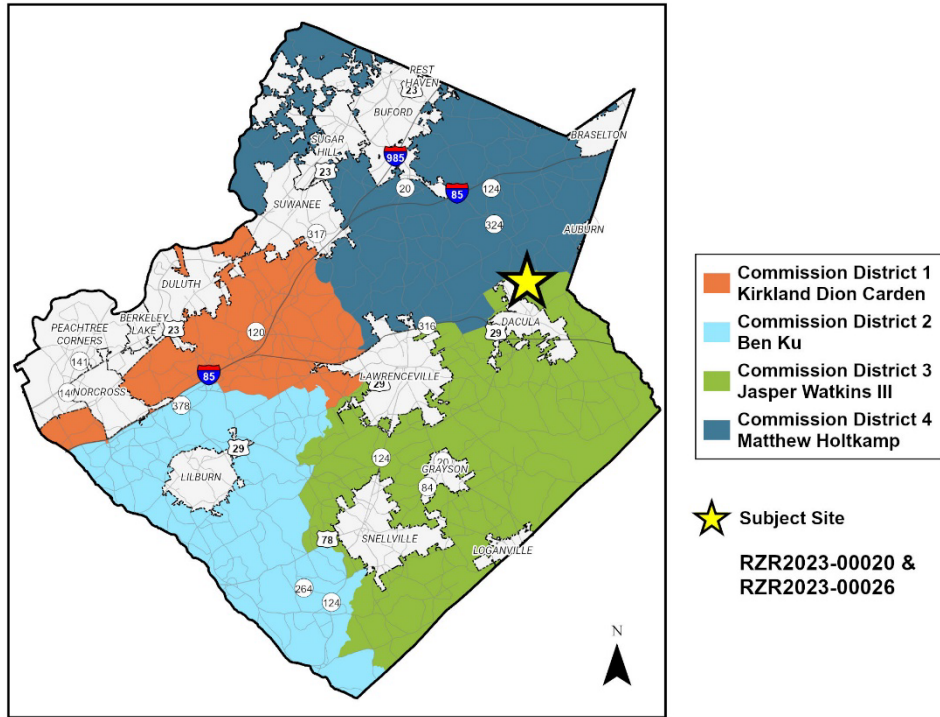 REST
HAVEN
23
BUFORD
BRASELTON
SUGAR
HILL
985
23
20
85
124
SUWANEE
324
317
AUBURN
DULUTH
BERKELEY
LAKE
23
PEACHTREE
CORNERS
120
316
29
DACULA
141
LAWRENCEVILLE
29
85
14
NORCROSS
378
29
124
20
GRAYSON
LILBURN
84
78
SNELLVILLE
LOGANVILLE
264
124
N
Commission District 1
Kirkland Dion Carden
Commission District 2
Ben Ku
Commission District 3
Jasper Watkins III
Commission District 4
Matthew Holtkamp
Subject Site
RZR2023-00020 &
RZR2023-00026